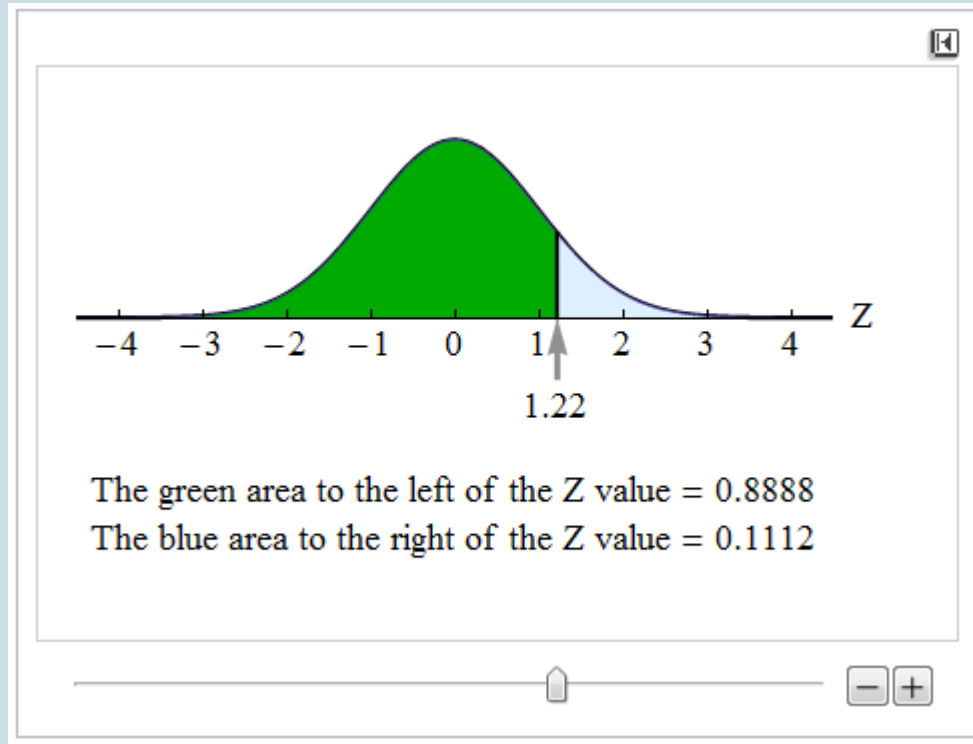 Z
−4 −3 −2 −1 0 1 2 3 4
1.22
The green area to the left of the Z value = 0.8888
The blue area to the right of the Z value = 0.1112
− +